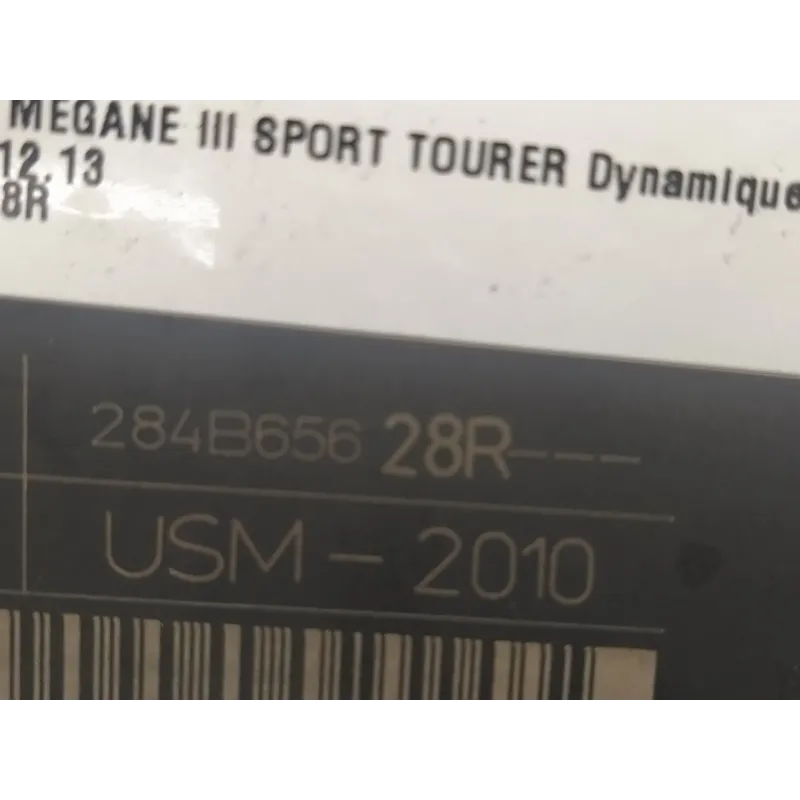 MEGANE III SPORT TOURER Dynamique
12.13
8R
284B656 28R---
USM - 2010